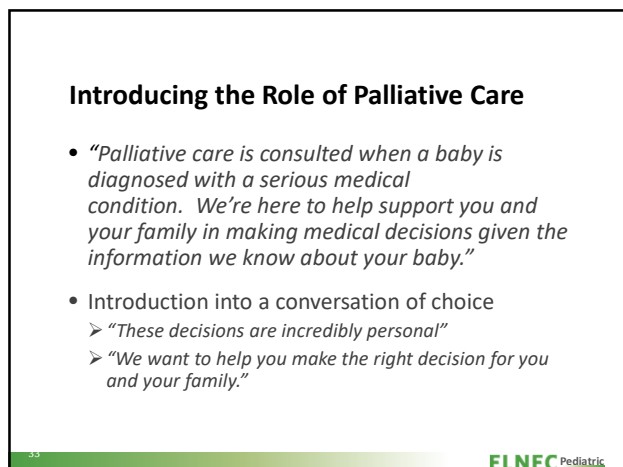 Introducing the Role of Palliative Care
• “Palliative care is consulted when a baby is
diagnosed with a serious medical
condition.  We’re here to help support you and
your family in making medical decisions given the
information we know about your baby.”
• Introduction into a conversation of choice
➢ “These decisions are incredibly personal”
➢ “We want to help you make the right decision for you
and your family.”
33
ELNEC Pediatric